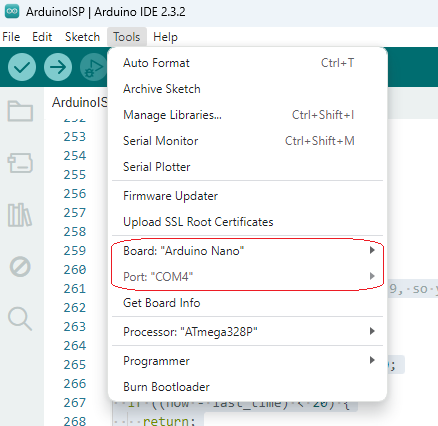 ArduinoISP | Arduino IDE 2.3.2
File Edit Sketch Tools Help
Auto Format Ctrl+T
ArduinoIS Archive Sketch
252
Manage Libraries... Ctrl+Shift+I
253
254 Serial Monitor Ctrl+Shift+M
255 Serial Plotter
256
Firmware Updater
257
258 Upload SSL Root Certificates
259 Board: "Arduino Nano"
260 Port: "COM4"
261 9, so y
262 Get Board Info
263 Processor: "ATmega328P"
264
265 Programmer ;
266 Burn Bootloader
267 if ((now - last_time) < 20) {
268 return;